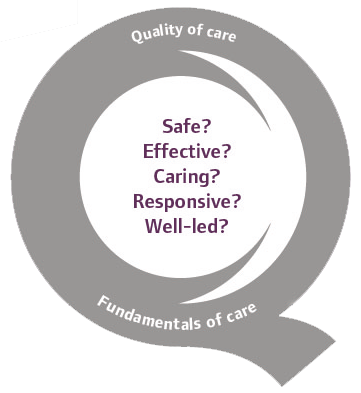 Quality of care
Safe?
Effective?
Caring?
Responsive?
Well-led?
Fundamentals of care